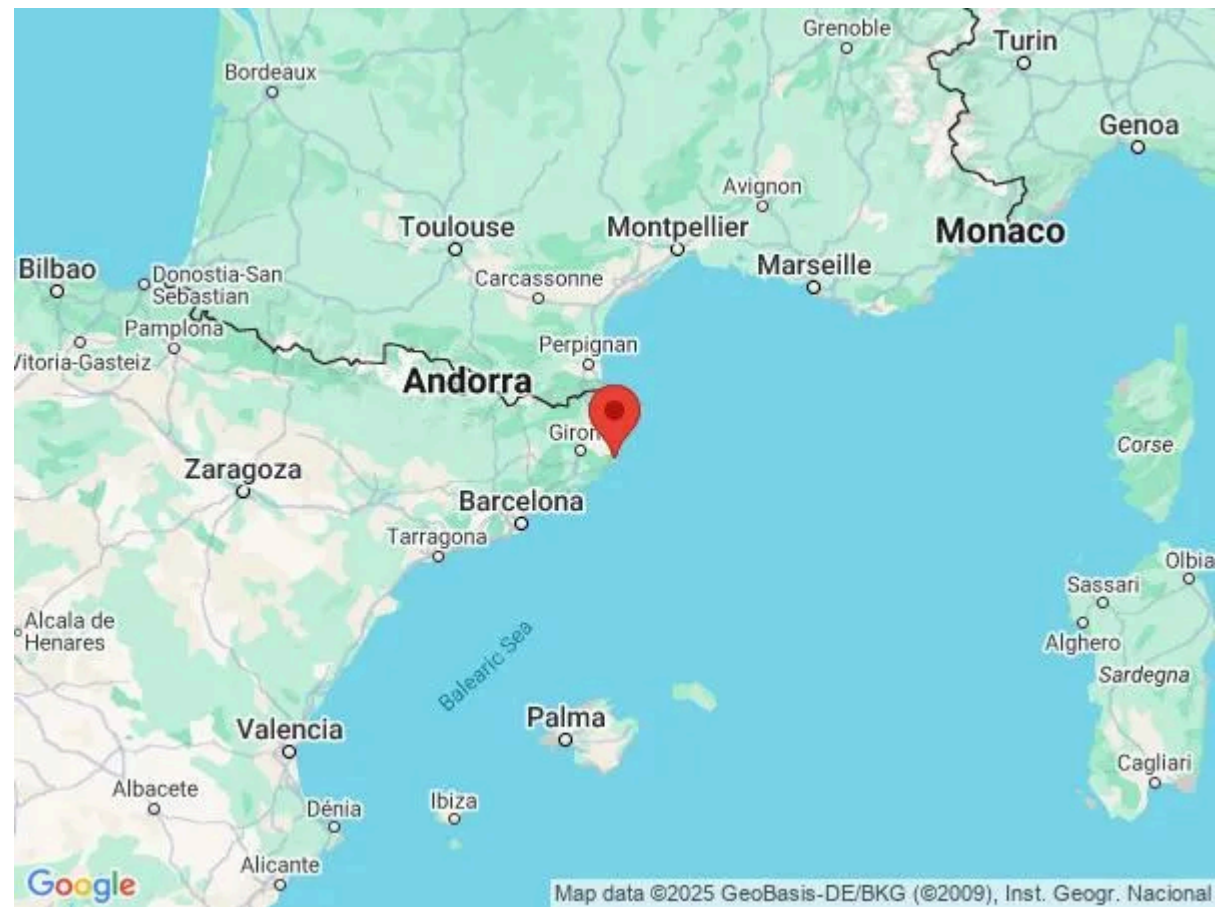 Grenoble
Turin
Bordeaux
Genoa
Avignon
Toulouse
Montpellier
Monaco
Marseille
Bilbao
Donostia-San
Sebastian
Carcassonne
Pamplona
Vitoria-Gasteiz
Perpignan
Andorra
Giron
Corse
Zaragoza
Barcelona
Tarragona
Olbia
Sassari
Alcala de
Henares
Alghero
Balearic Sea
Sardegna
Palma
Valencia
Cagliari
Albacete
Ibiza
Dénia
Alicante
Google
Map data ©2025 GeoBasis-DE/BKG (©2009), Inst. Geogr. Nacional